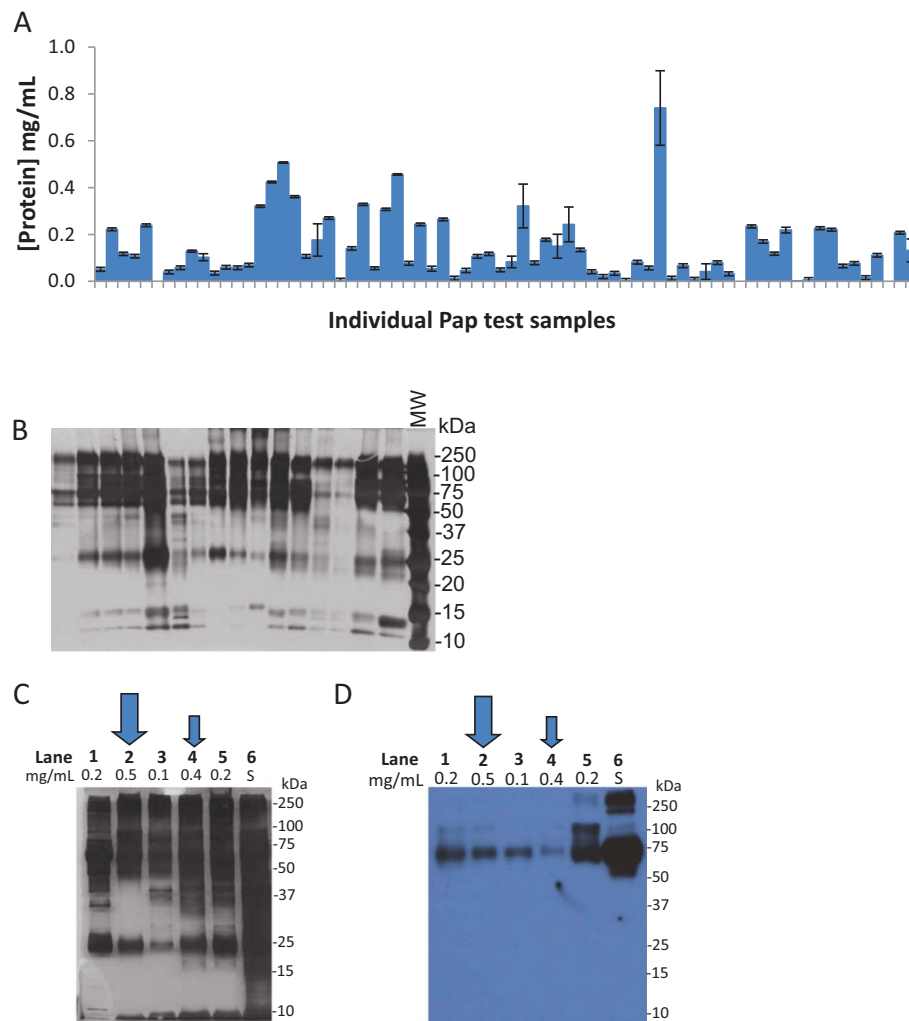 A
1.0
0.8
0.6
0.4
0.2
0.0
[Protein] mg/mL
Individual Pap test samples
B
MW
kDa
-250
-100
-75
-50
-37
-25
-20
-15
-10
C
Lane 1 2 3 4 5 6
mg/mL 0.2 0.5 0.1 0.4 0.2 S
kDa
-250
-100
-75
-50
-37
-25
-15
-10
D
Lane 1 2 3 4 5 6
mg/mL 0.2 0.5 0.1 0.4 0.2 S
kDa
-250
-100
-75
-50
-37
-25
-15
-10